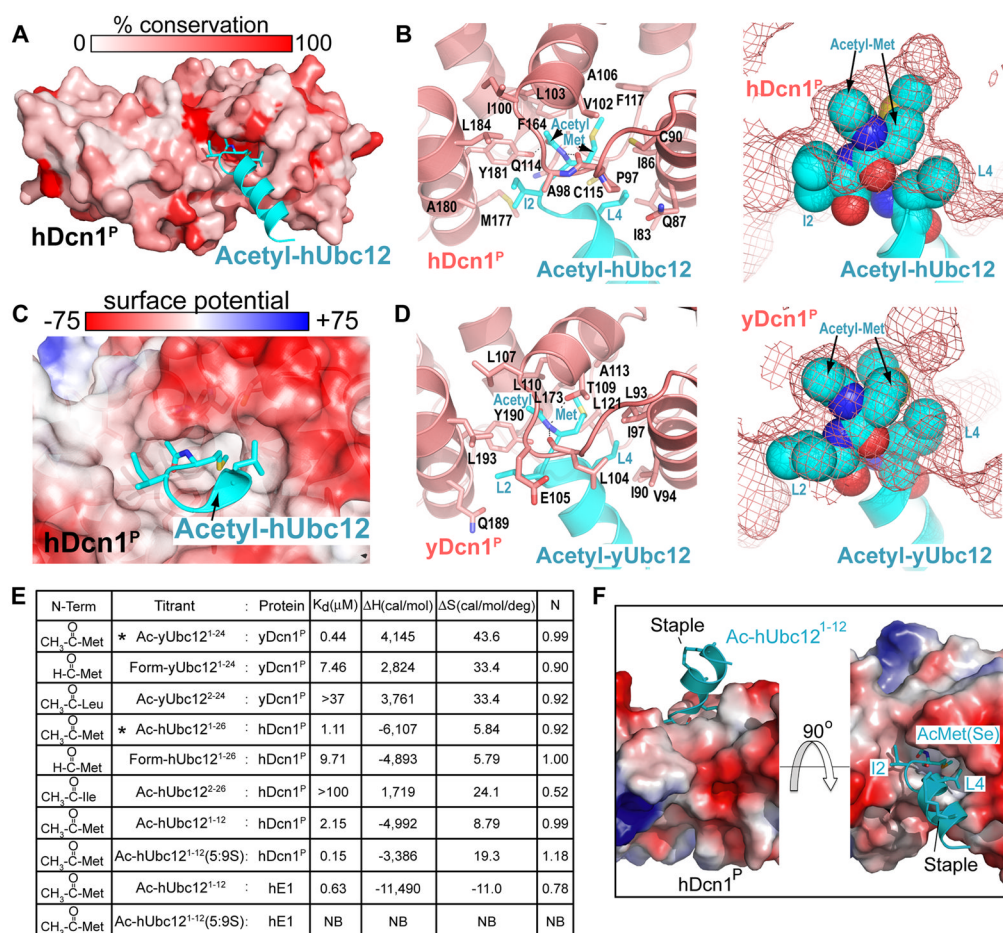 A
% conservation
0
100
hDcn1ᴾ
Acetyl-hUbc12
B
A106
L103
V102
F117
I100
L184
F164
Acetyl
Met
C90
Q114
I86
Y181
P97
A98
C115
A180
I2
M177
L4
Q87
I83
hDcn1ᴾ
Acetyl-hUbc12
Acetyl-Met
hDcn1ᴾ
L4
I2
Acetyl-hUbc12
C
surface potential
-75
+75
hDcn1ᴾ
Acetyl-hUbc12
D
L107
A113
L110
T109
L93
Acetyl
L173
L121
Y190
Met
I97
L193
L4
L2
L104
E105
I90
V94
Q189
yDcn1ᴾ
Acetyl-yUbc12
yDcn1ᴾ
Acetyl-Met
L4
L2
Acetyl-yUbc12
E
N-Term Titrant : Protein Kd(μM) ΔH(cal/mol) ΔS(cal/mol/deg) N
CH₃-C(=O)-Met * Ac-yUbc12¹⁻²⁴ : yDcn1ᴾ 0.44 4,145 43.6 0.99
H-C(=O)-Met Form-yUbc12¹⁻²⁴ : yDcn1ᴾ 7.46 2,824 33.4 0.90
CH₃-C(=O)-Leu Ac-yUbc12²⁻²⁴ : yDcn1ᴾ >37 3,761 33.4 0.92
CH₃-C(=O)-Met * Ac-hUbc12¹⁻²⁶ : hDcn1ᴾ 1.11 -6,107 5.84 0.92
H-C(=O)-Met Form-hUbc12¹⁻²⁶ : hDcn1ᴾ 9.71 -4,893 5.79 1.00
CH₃-C(=O)-Ile Ac-hUbc12²⁻²⁶ : hDcn1ᴾ >100 1,719 24.1 0.52
CH₃-C(=O)-Met Ac-hUbc12¹⁻¹² : hDcn1ᴾ 2.15 -4,992 8.79 0.99
CH₃-C(=O)-Met Ac-hUbc12¹⁻¹²(5:9S) : hDcn1ᴾ 0.15 -3,386 19.3 1.18
CH₃-C(=O)-Met Ac-hUbc12¹⁻¹² : hE1 0.63 -11,490 -11.0 0.78
CH₃-C(=O)-Met Ac-hUbc12¹⁻¹²(5:9S) : hE1 NB NB NB NB
F
Staple
Ac-hUbc12¹⁻¹²
90º
AcMet(Se)
I2
L4
Staple
hDcn1ᴾ